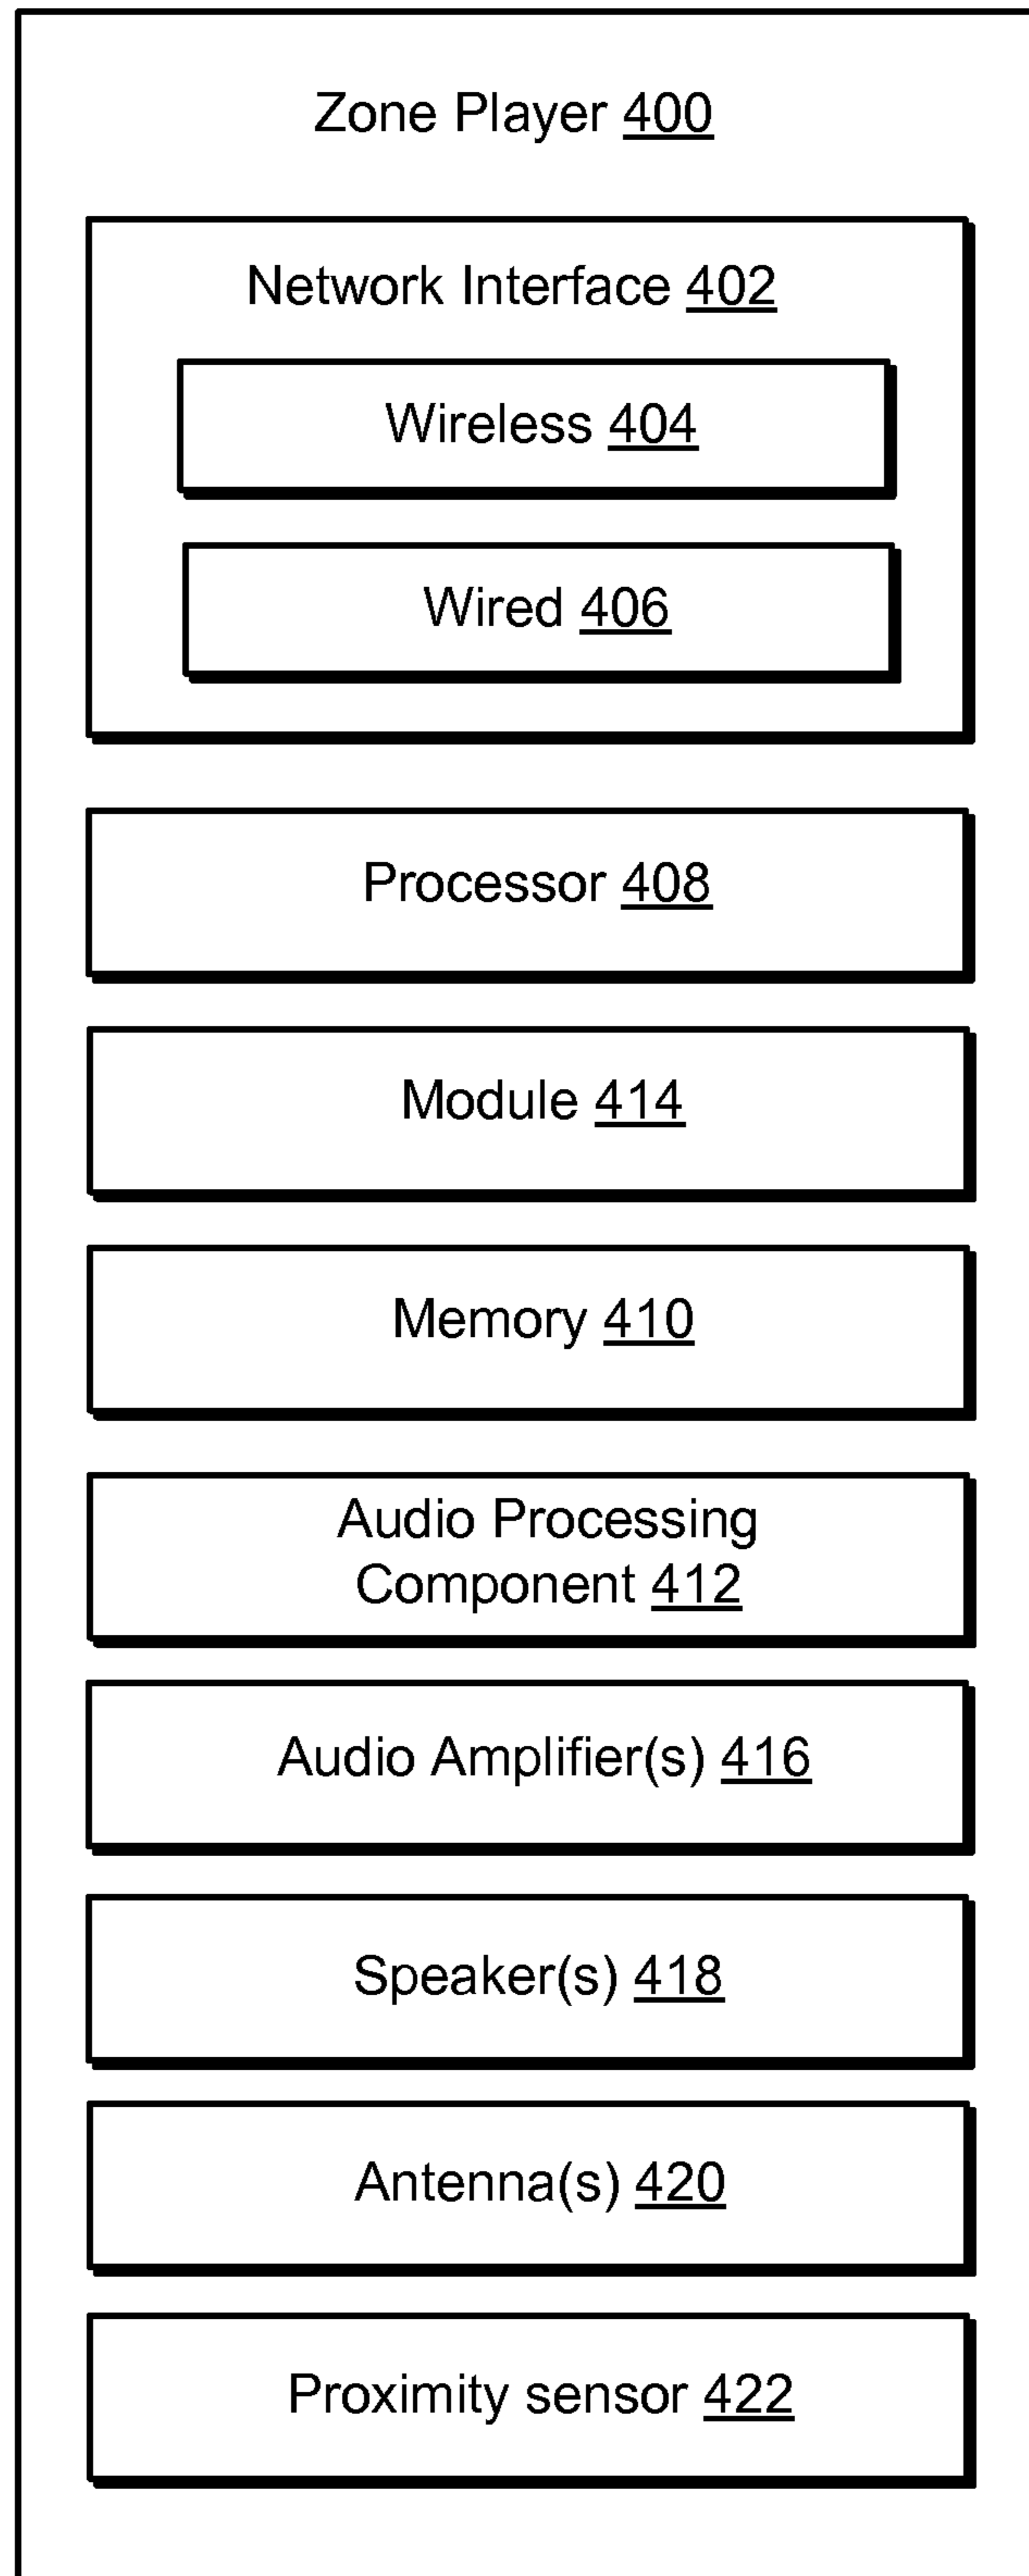 Zone Player 400
Network Interface 402
Wireless 404
Wired 406
Processor 408
Module 414
Memory 410
Audio Processing
Component 412
Audio Amplifier(s) 416
Speaker(s) 418
Antenna(s) 420
Proximity sensor 422